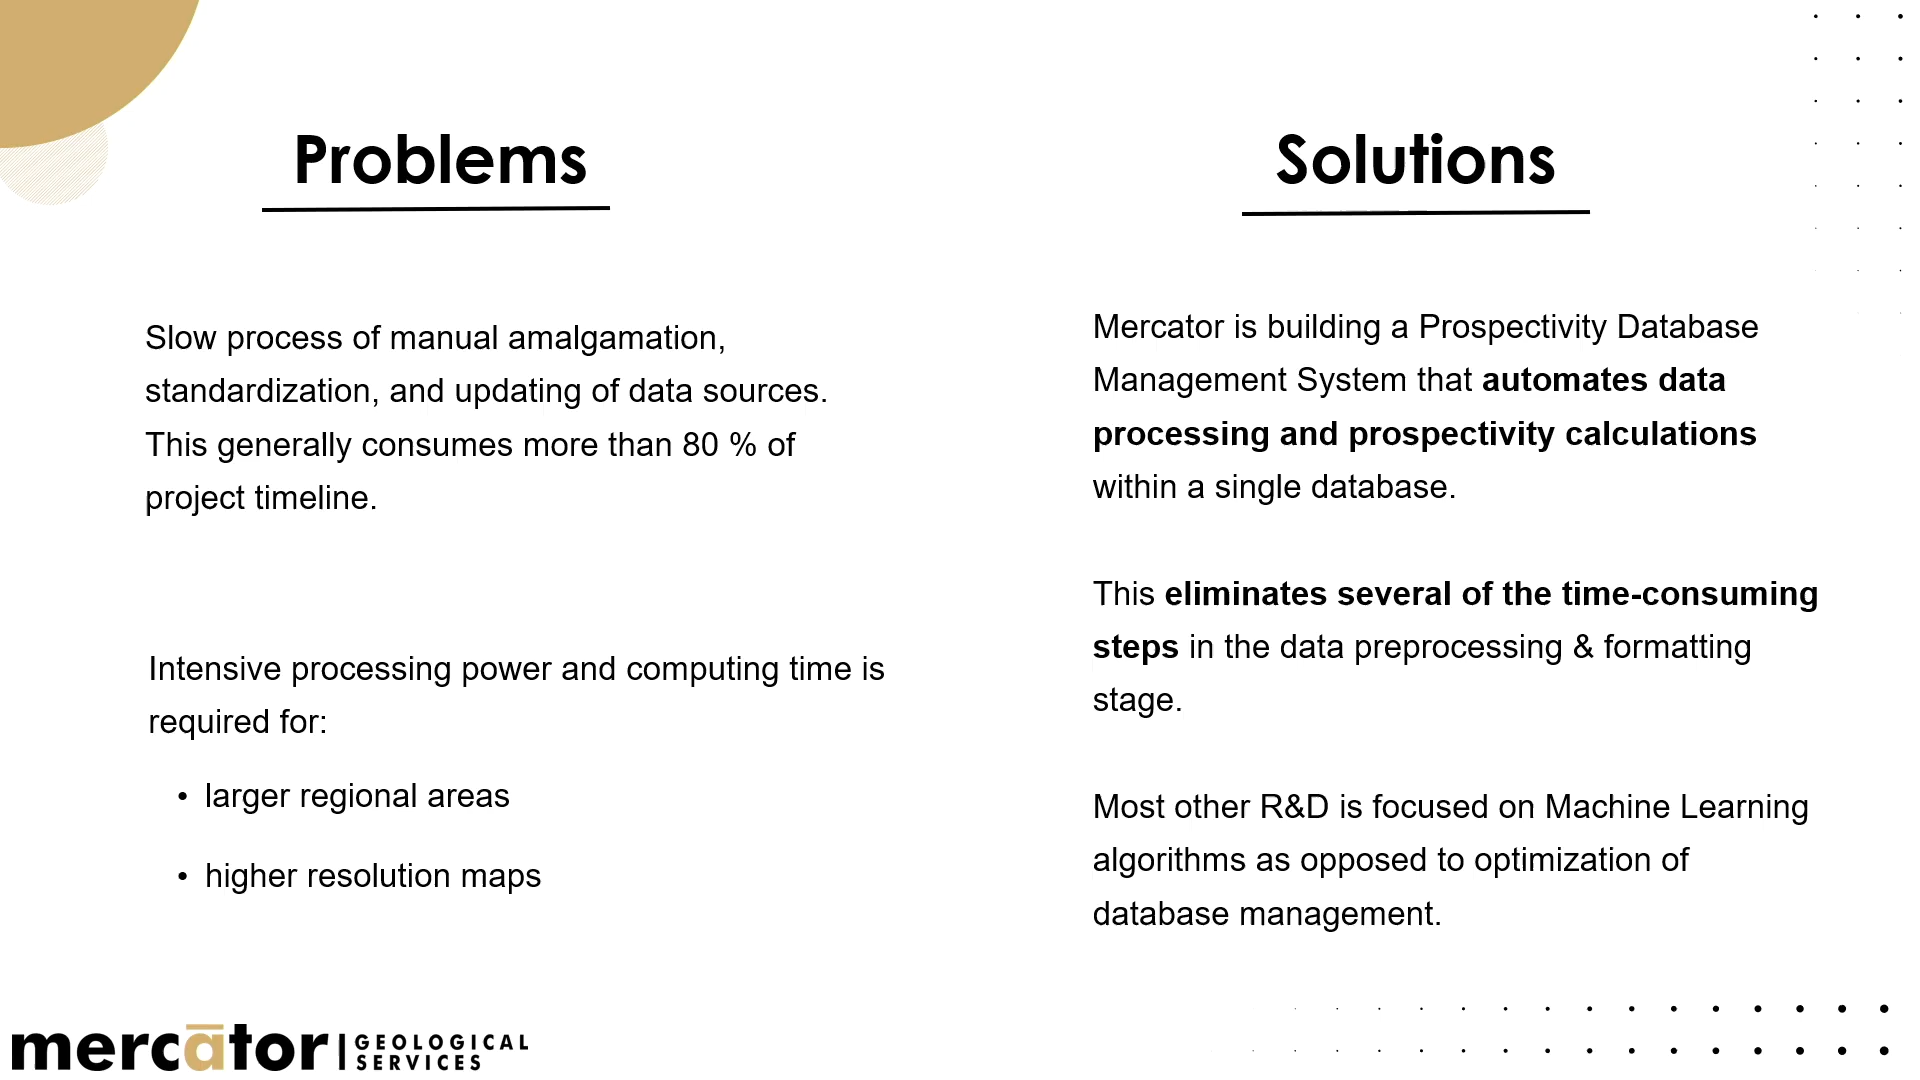 Problems
Slow process of manual amalgamation,
standardization, and updating of data sources.
This generally consumes more than 80 % of
project timeline.
Intensive processing power and computing time is
required for:
• larger regional areas
• higher resolution maps
Solutions
Mercator is building a Prospectivity Database
Management System that automates data
processing and prospectivity calculations
within a single database.
This eliminates several of the time-consuming
steps in the data preprocessing & formatting
stage.
Most other R&D is focused on Machine Learning
algorithms as opposed to optimization of
database management.
mercātor | GEOLOGICAL
SERVICES